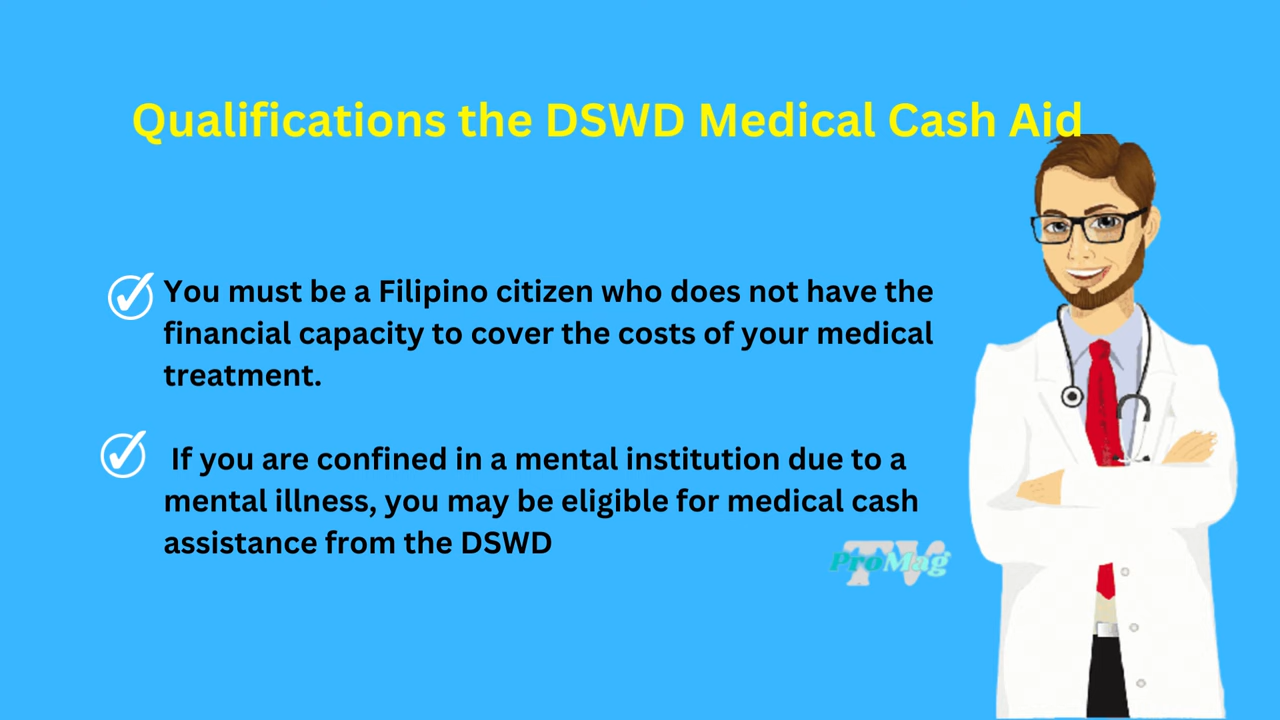 Qualifications the DSWD Medical Cash Aid
You must be a Filipino citizen who does not have the
financial capacity to cover the costs of your medical
treatment.
If you are confined in a mental institution due to a
mental illness, you may be eligible for medical cash
assistance from the DSWD
TV
ProMag